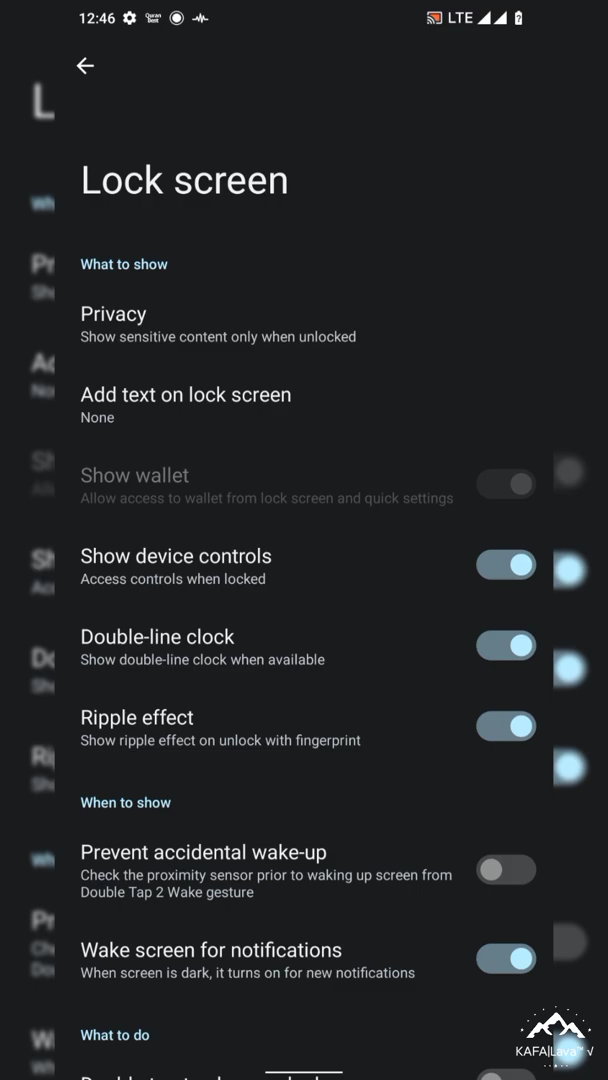 12:46 LTE
Lock screen
What to show
Privacy
Show sensitive content only when unlocked
Add text on lock screen
None
Show wallet
Allow access to wallet from lock screen and quick settings
Show device controls
Access controls when locked
Double-line clock
Show double-line clock when available
Ripple effect
Show ripple effect on unlock with fingerprint
When to show
Prevent accidental wake-up
Check the proximity sensor prior to waking up screen from
Double Tap 2 Wake gesture
Wake screen for notifications
When screen is dark, it turns on for new notifications
What to do
KAFA|Lava™ √